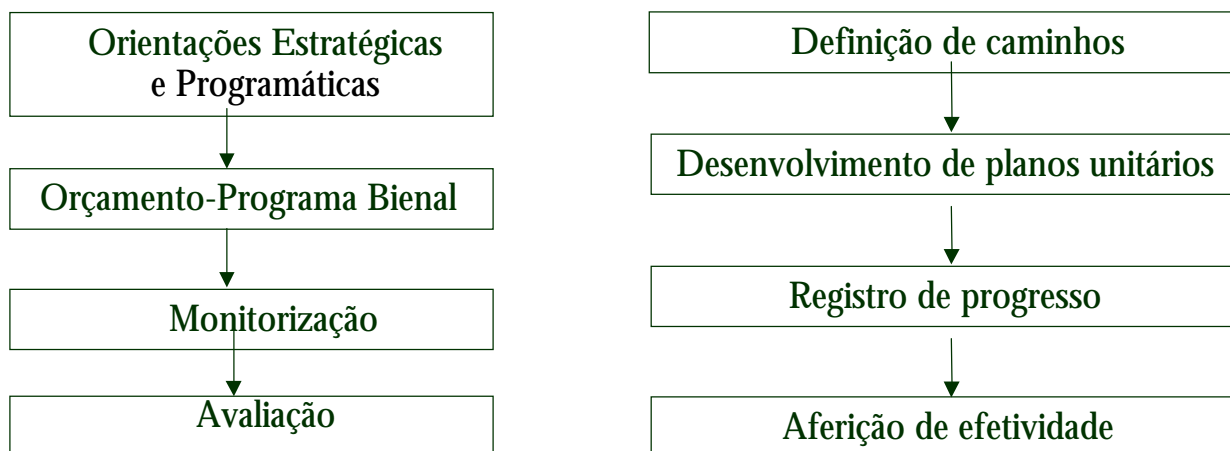 Orientações Estratégicas
e Programáticas
Orçamento-Programa Bienal
Monitorização
Avaliação
Definição de caminhos
Desenvolvimento de planos unitários
Registro de progresso
Aferição de efetividade